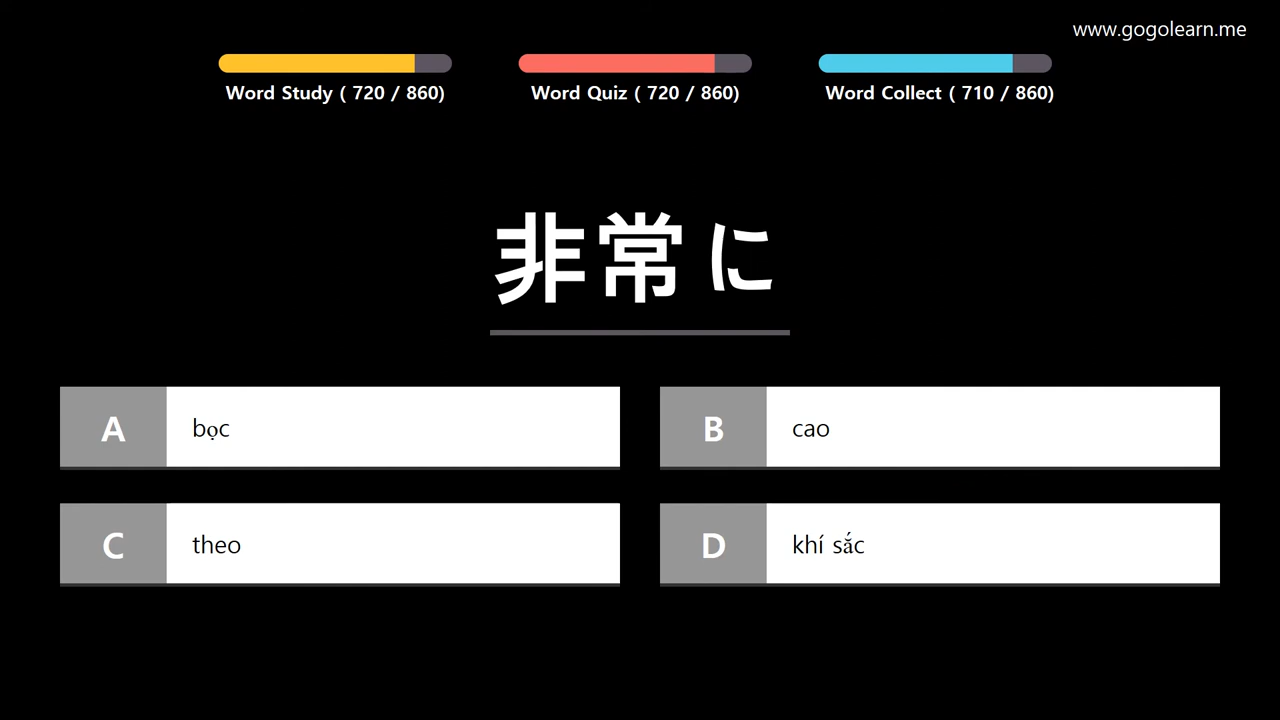 www.gogolearn.me
Word Study ( 720 / 860)
Word Quiz ( 720 / 860)
Word Collect ( 710 / 860)
非常に
A bọc
B cao
C theo
D khí sắc